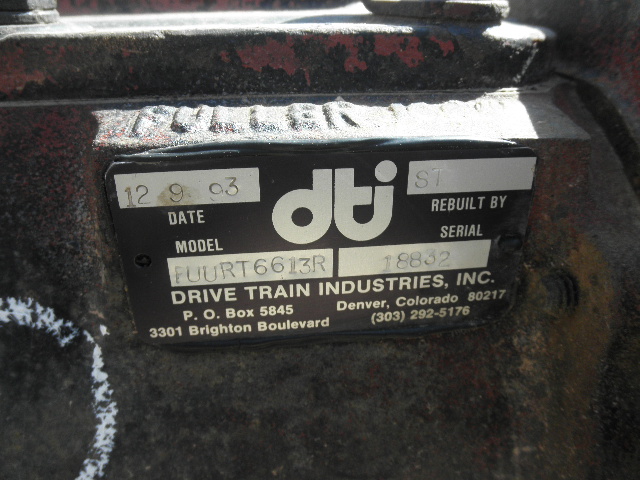 FULLER
12 9 93
DATE
dti
ST
REBUILT BY
MODEL
SERIAL
FUURT6613R
18832
DRIVE TRAIN INDUSTRIES, INC.
P. O. Box 5845
Denver, Colorado 80217
3301 Brighton Boulevard
(303) 292-5176